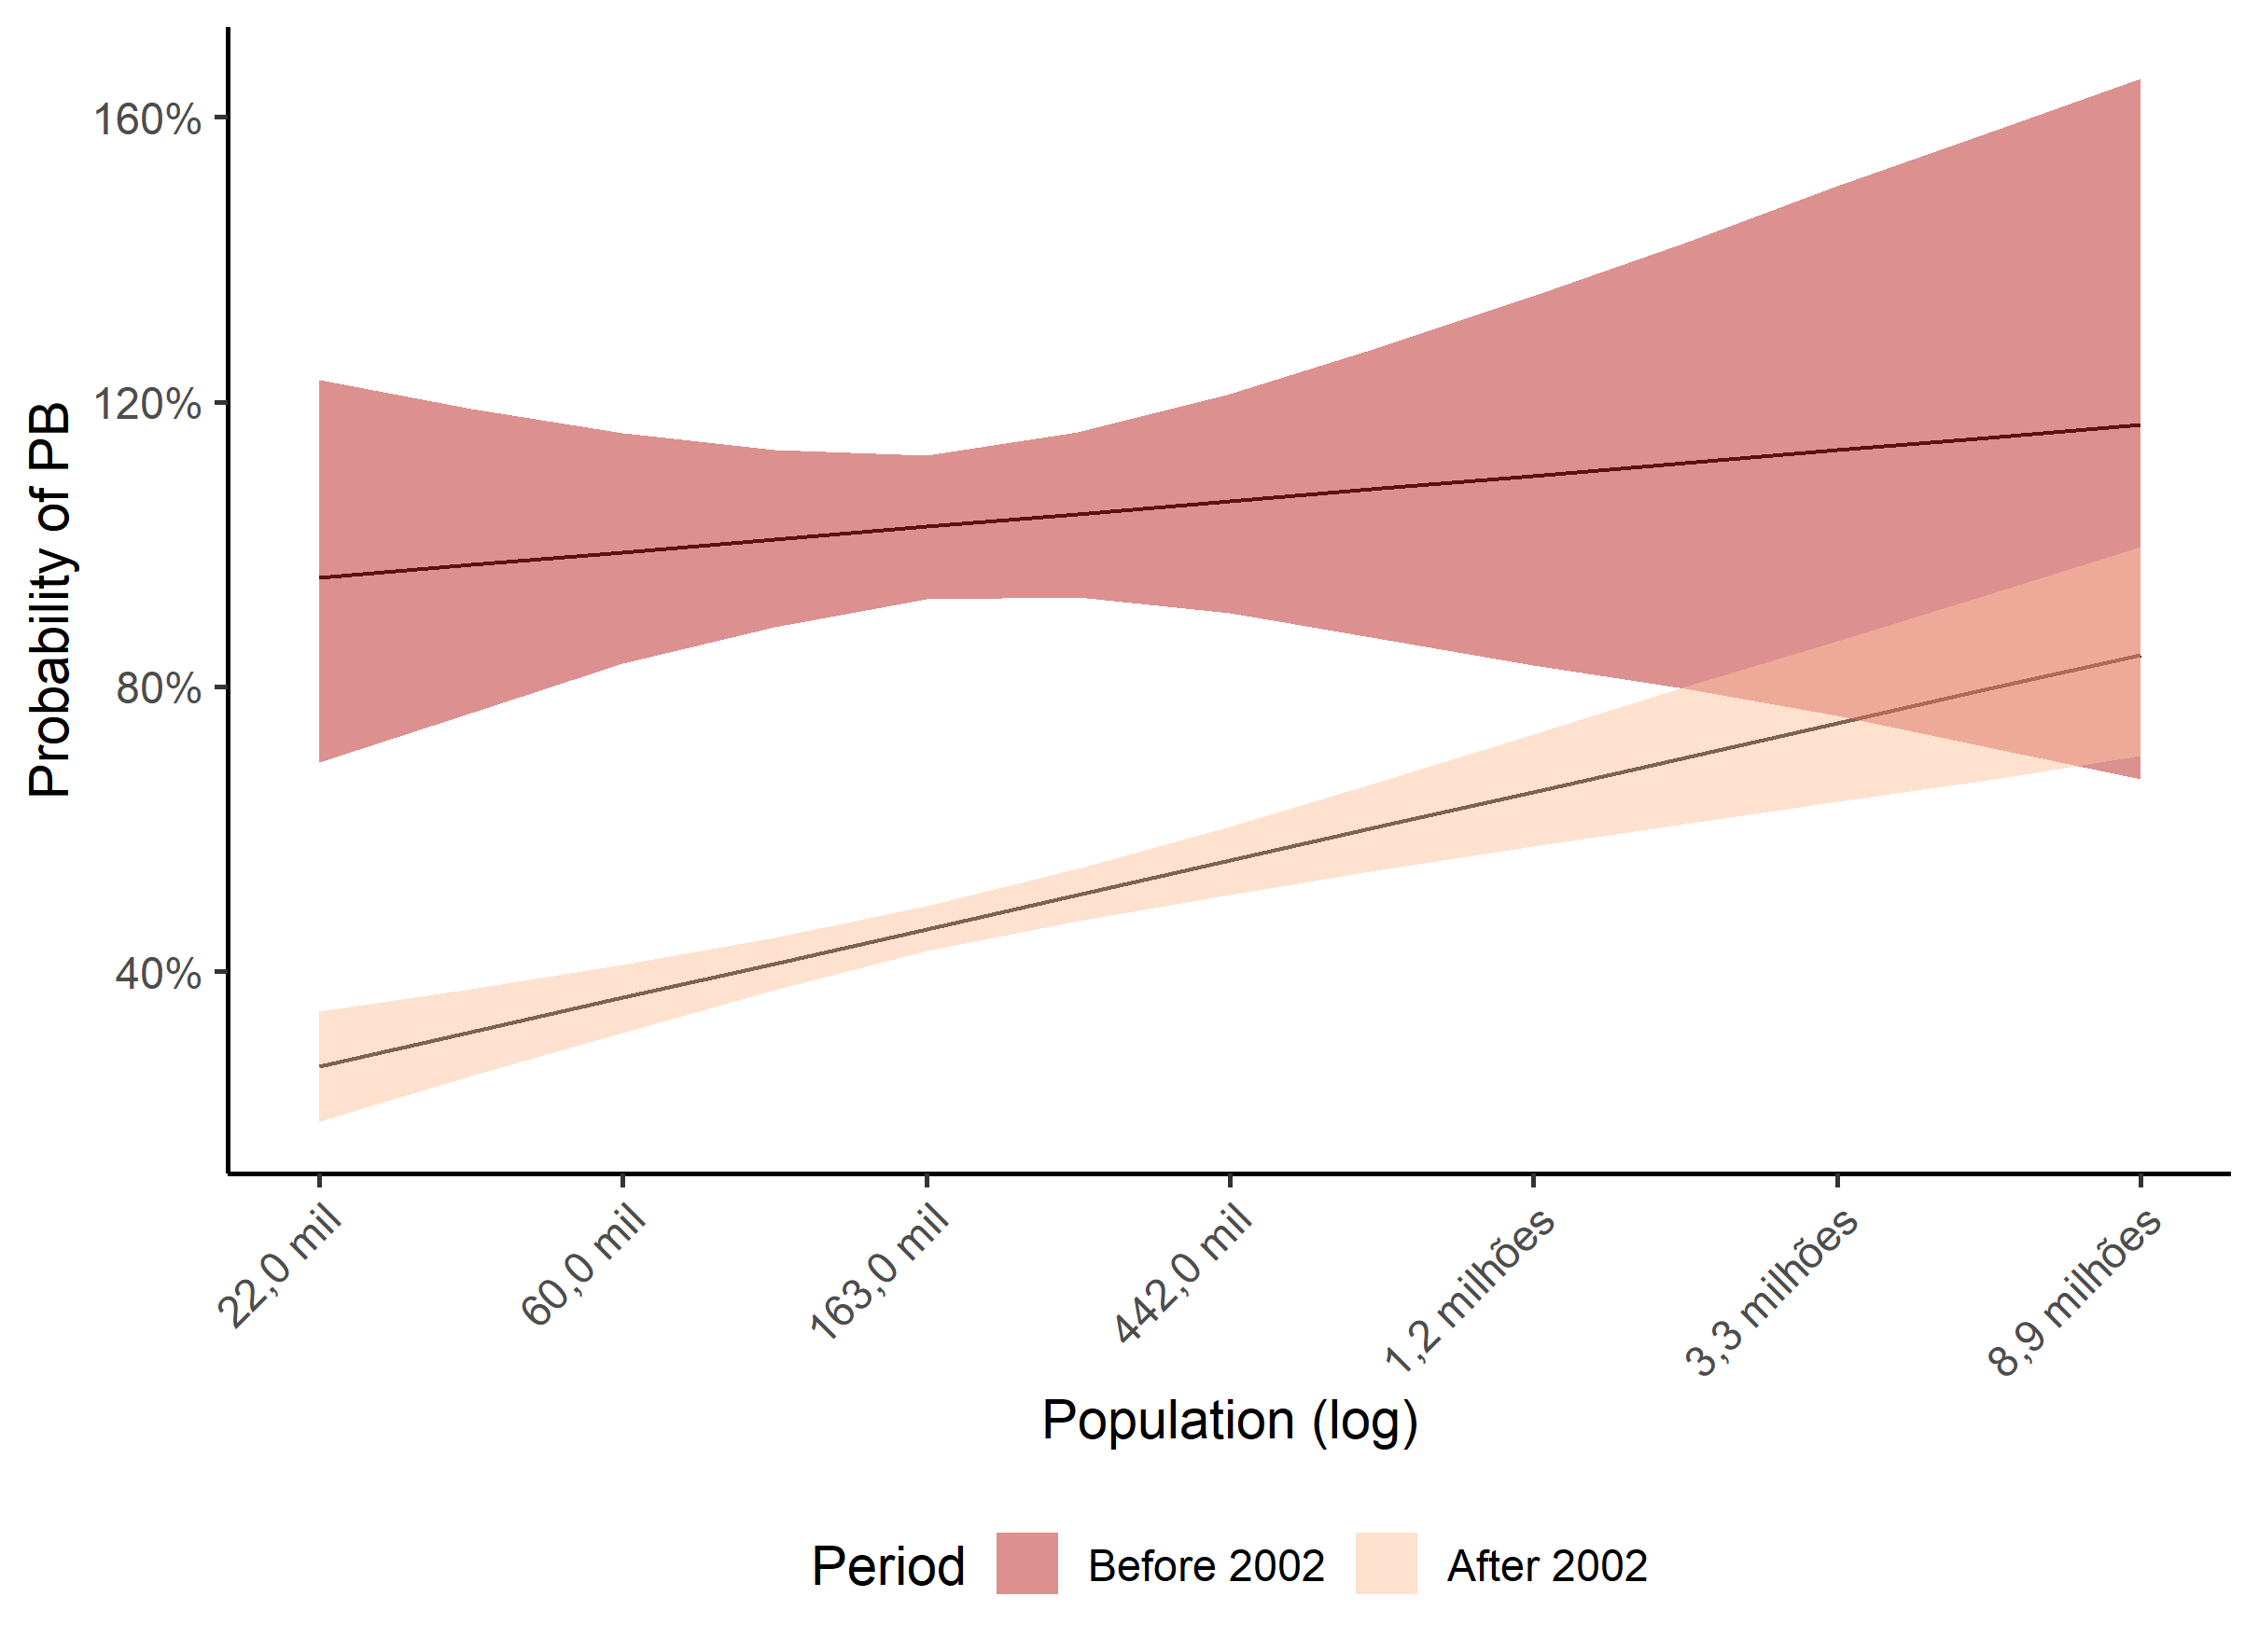 160%
120%
80%
40%
Probability of PB
22,0 mil
60,0 mil
163,0 mil
442,0 mil
1,2 milhões
3,3 milhões
8,9 milhões
Population (log)
Period
Before 2002
After 2002